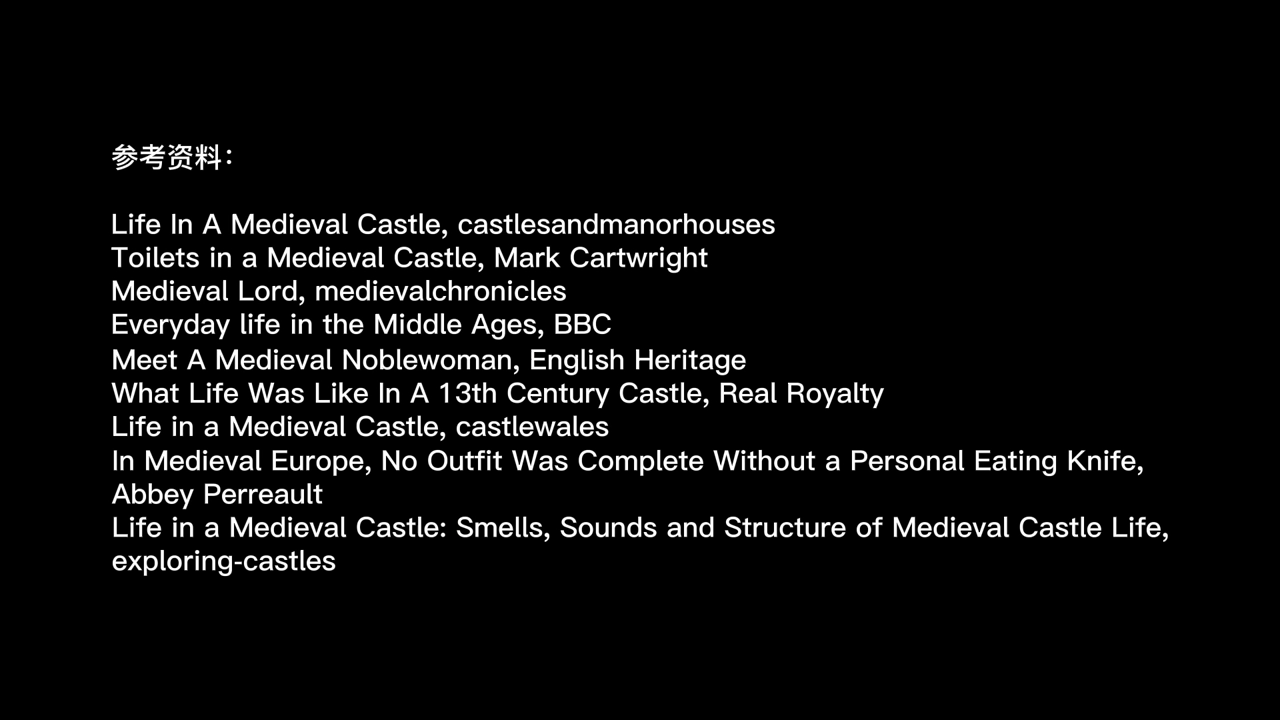 参考资料：
Life In A Medieval Castle, castlesandmanorhouses
Toilets in a Medieval Castle, Mark Cartwright
Medieval Lord, medievalchronicles
Everyday life in the Middle Ages, BBC
Meet A Medieval Noblewoman, English Heritage
What Life Was Like In A 13th Century Castle, Real Royalty
Life in a Medieval Castle, castlewales
In Medieval Europe, No Outfit Was Complete Without a Personal Eating Knife,
Abbey Perreault
Life in a Medieval Castle: Smells, Sounds and Structure of Medieval Castle Life,
exploring-castles